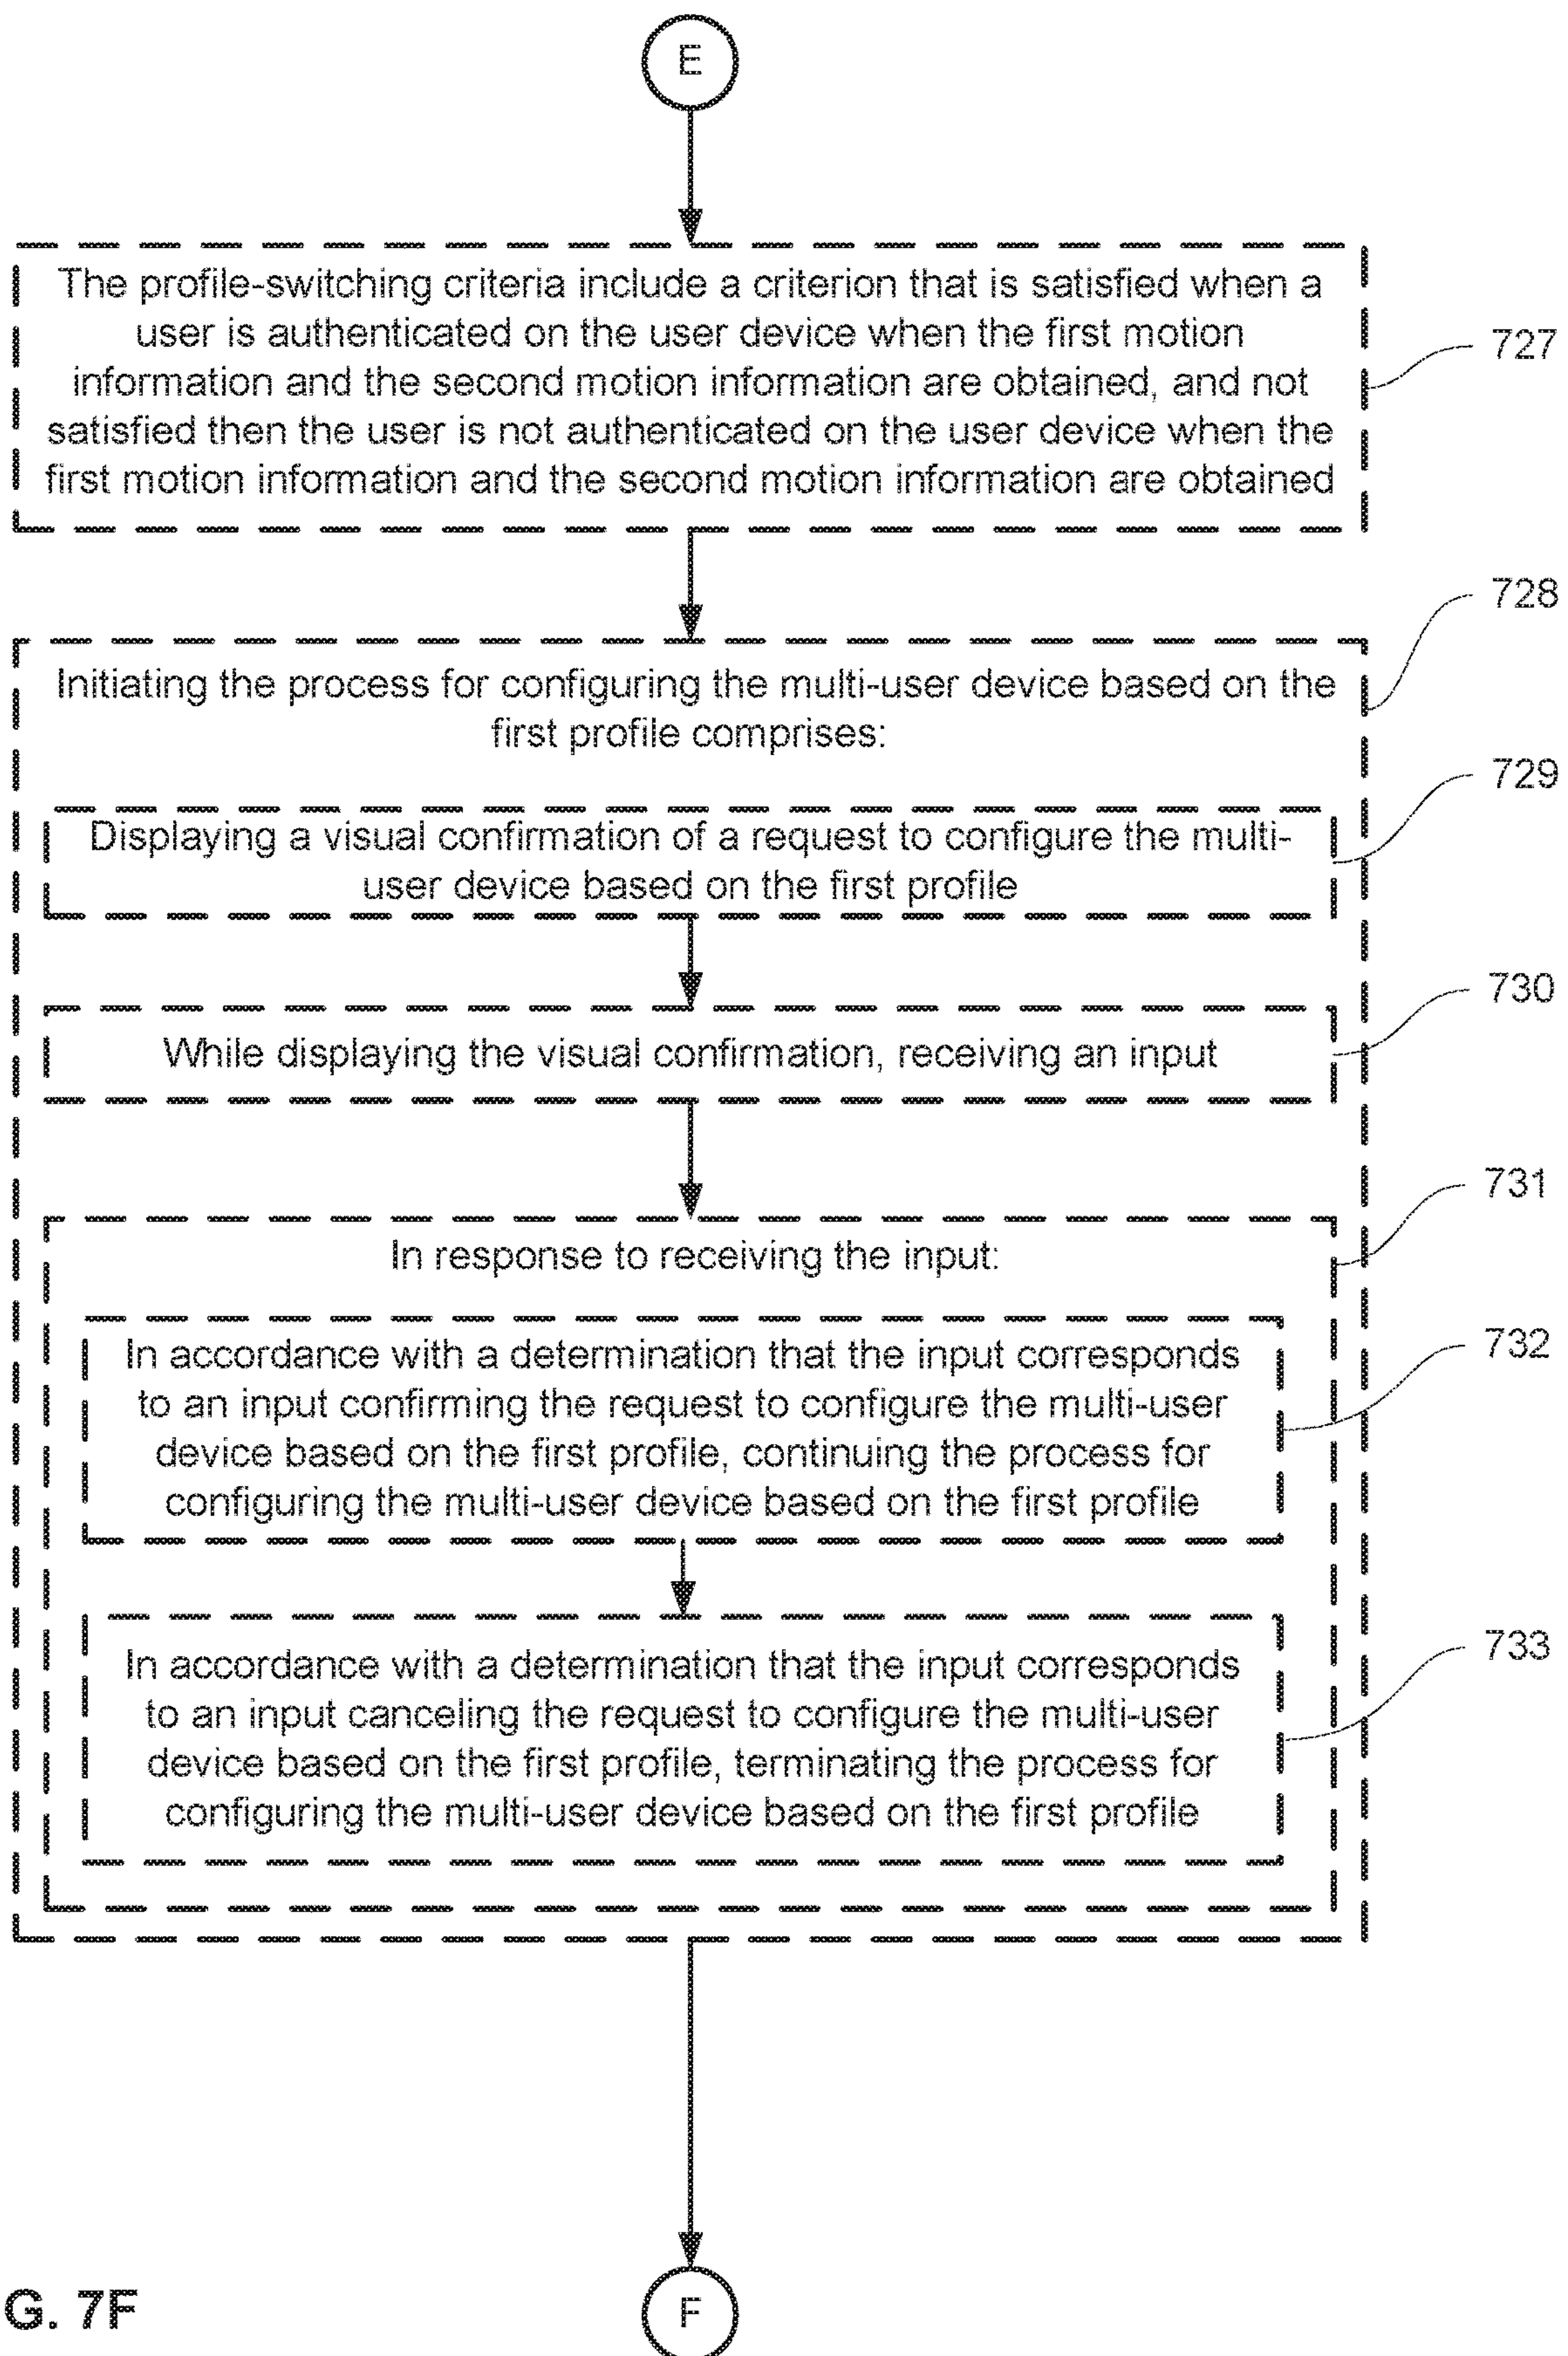 E
The profile-switching criteria include a criterion that is satisfied when a
user is authenticated on the user device when the first motion
information and the second motion information are obtained, and not
satisfied then the user is not authenticated on the user device when the
first motion information and the second motion information are obtained
727
728
Initiating the process for configuring the multi-user device based on the
first profile comprises:
729
Displaying a visual confirmation of a request to configure the multi-
user device based on the first profile
730
While displaying the visual confirmation, receiving an input
731
In response to receiving the input:
732
In accordance with a determination that the input corresponds
to an input confirming the request to configure the multi-user
device based on the first profile, continuing the process for
configuring the multi-user device based on the first profile
733
In accordance with a determination that the input corresponds
to an input canceling the request to configure the multi-user
device based on the first profile, terminating the process for
configuring the multi-user device based on the first profile
G. 7F
F